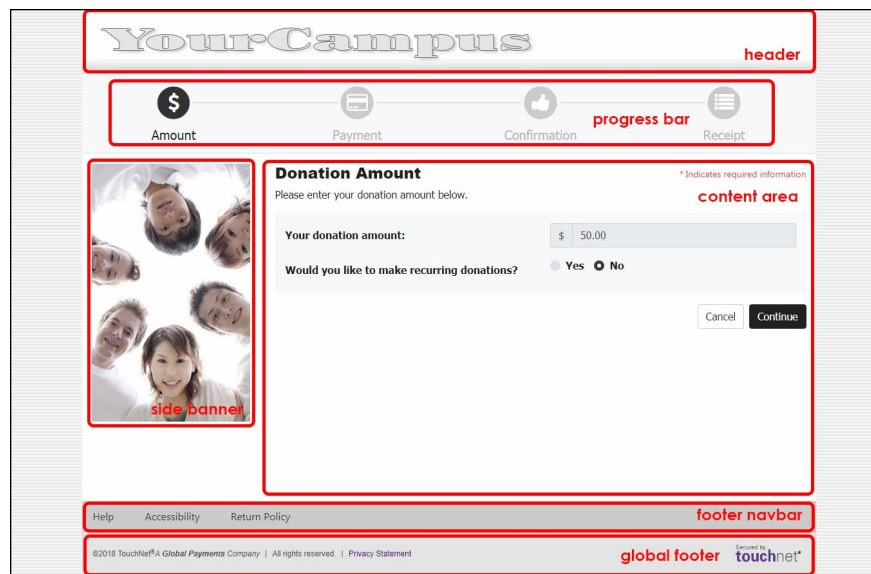 YourCampus
header
$
Amount
Payment
Confirmation
progress bar
Receipt
Donation Amount
* Indicates required information
Please enter your donation amount below.
content area
Your donation amount:
$ 50.00
Would you like to make recurring donations?
Yes No
Cancel Continue
side banner
Help Accessibility Return Policy
footer navbar
©2018 TouchNet® A Global Payments Company | All rights reserved. | Privacy Statement
global footer
Secured by
touchnet®